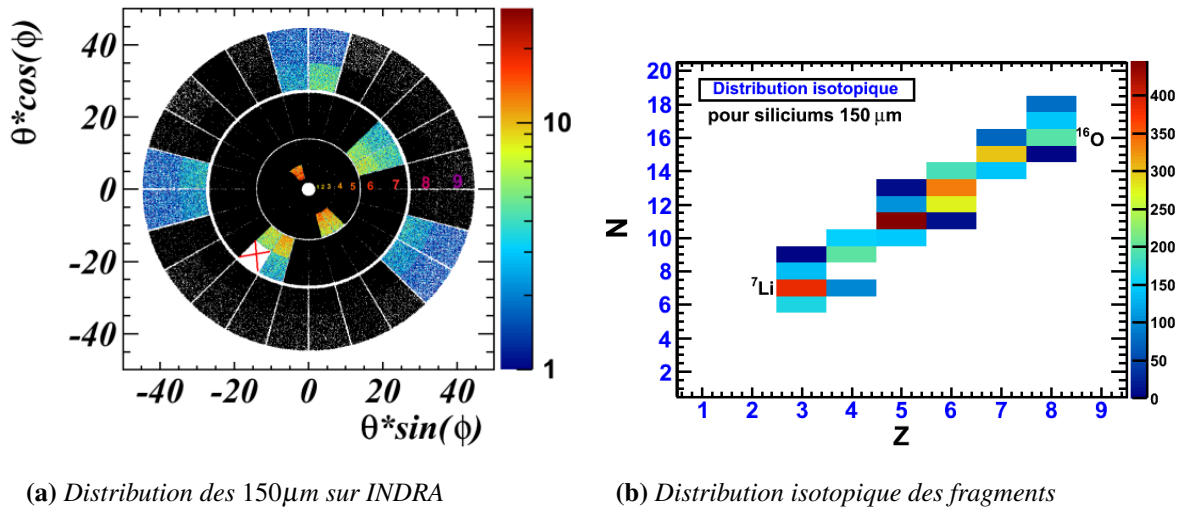 θ*cos(ϕ)
40
20
0
-20
-40
-40 -20 0 20 40
θ*sin(ϕ)
1 2 3 4 5 6 7 8 9
10
1
N
20
18
16
14
12
10
8
6
4
2
Distribution isotopique
pour siliciums 150 μm
¹⁶O
⁷Li
1 2 3 4 5 6 7 8 9
Z
400
350
300
250
200
150
100
50
0
(a) Distribution des 150μm sur INDRA
(b) Distribution isotopique des fragments